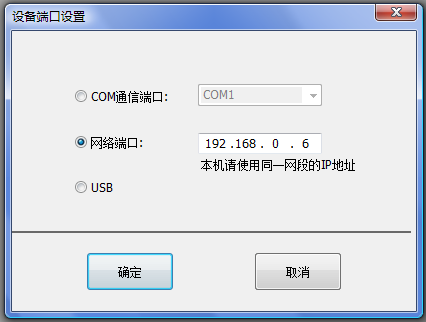 设备端口设置
COM通信端口: COM1
网络端口: 192.168.0.6
本机请使用同一网段的IP地址
USB
确定 取消